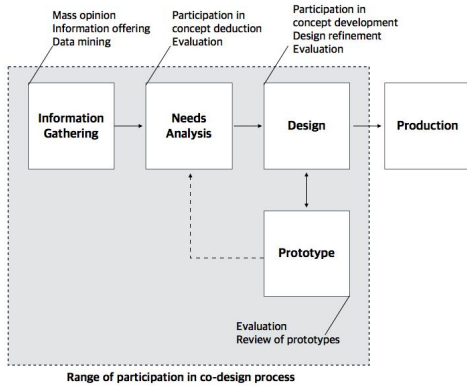 Mass opinion
Information offering
Data mining
Participation in
concept deduction
Evaluation
Participation in
concept development
Design refinement
Evaluation
Information
Gathering
Needs
Analysis
Design
Production
Prototype
Evaluation
Review of prototypes
Range of participation in co-design process